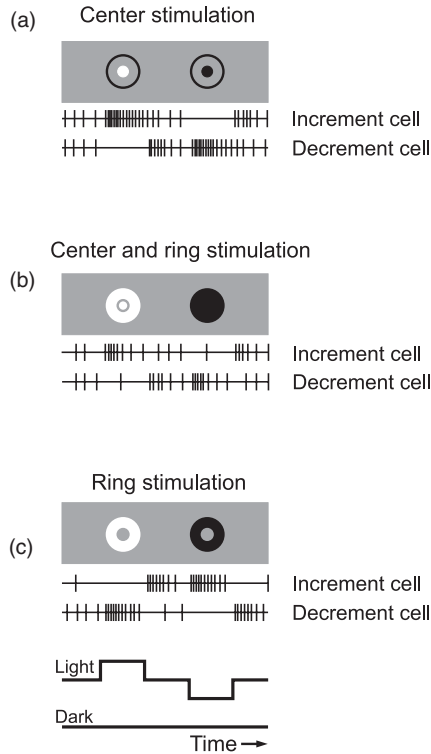 (a)
Center stimulation
Increment cell
Decrement cell
Center and ring stimulation
(b)
Increment cell
Decrement cell
Ring stimulation
(c)
Increment cell
Decrement cell
Light
Dark
Time